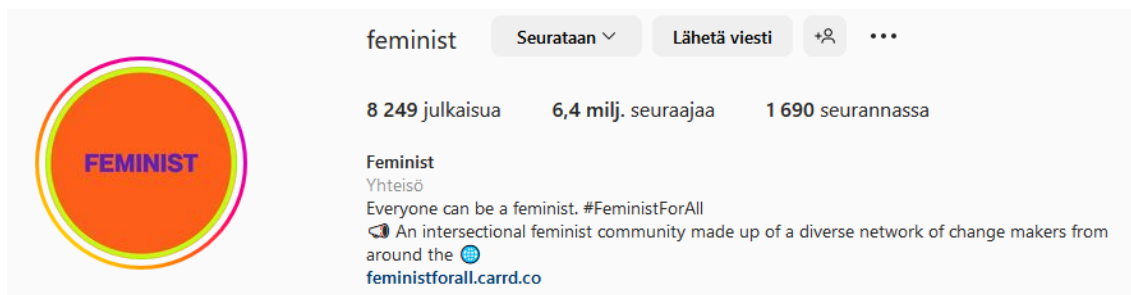 feminist Seurataan Lähetä viesti
8 249 julkaisua 6,4 milj. seuraajaa 1 690 seurannassa
FEMINIST
Feminist
Yhteisö
Everyone can be a feminist. #FeministForAll
📢 An intersectional feminist community made up of a diverse network of change makers from
around the 🌐
feministforall.carrd.co